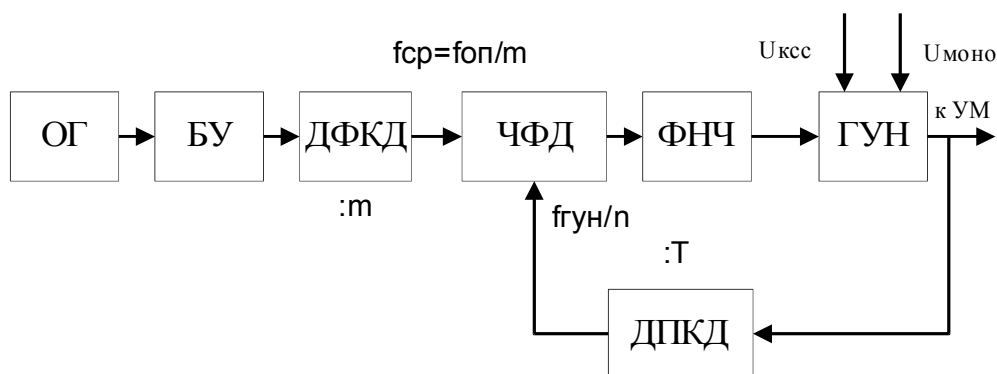 fср=fоп/m
Uксс
Uмоно
ОГ
БУ
ДФКД
ЧФД
ФНЧ
ГУН
к УМ
:m
fгун/n
:T
ДПКД